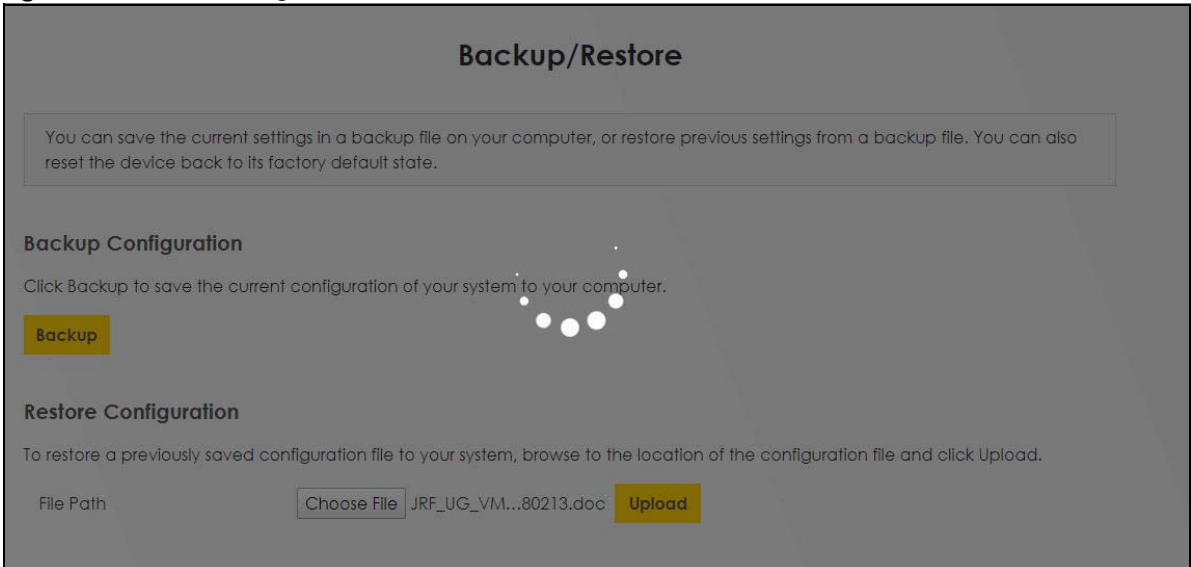 Backup/Restore
You can save the current settings in a backup file on your computer, or restore previous settings from a backup file. You can also
reset the device back to its factory default state.
Backup Configuration
Click Backup to save the current configuration of your system to your computer.
Backup
Restore Configuration
To restore a previously saved configuration file to your system, browse to the location of the configuration file and click Upload.
File Path Choose File JRF_UG_VM...80213.doc Upload